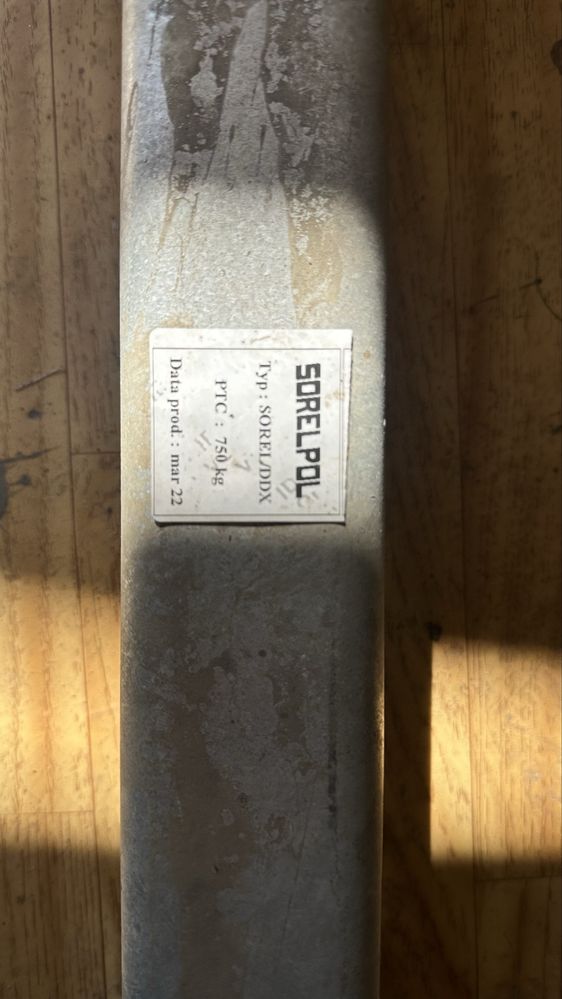 SORELPOL
Typ : SOREL/DDX
PTC : 750 kg
Data prod. : mar 22